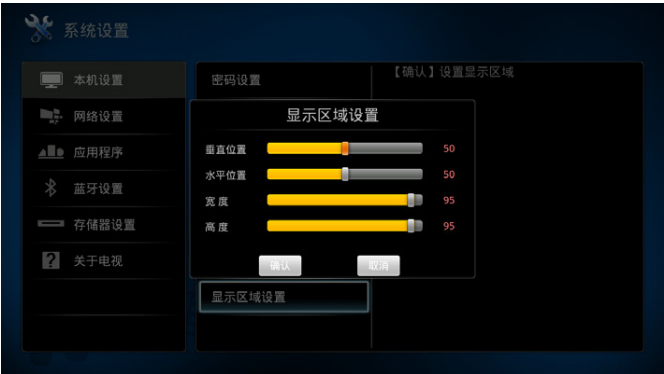 系统设置
本机设置
网络设置
应用程序
蓝牙设置
存储器设置
关于电视
密码设置
【确认】设置显示区域
显示区域设置
垂直位置 50
水平位置 50
宽度 95
高度 95
确认 取消
显示区域设置